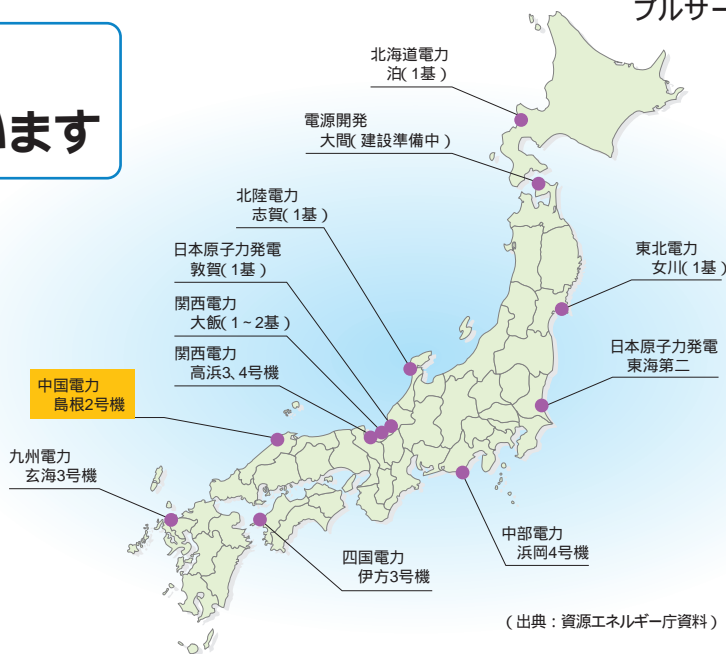 プルサー
います
北海道電力
泊(1基)
電源開発
大間(建設準備中)
北陸電力
志賀(1基)
日本原子力発電
敦賀(1基)
関西電力
大飯(1~2基)
関西電力
高浜3、4号機
中国電力
島根2号機
九州電力
玄海3号機
東北電力
女川(1基)
日本原子力発電
東海第二
中部電力
浜岡4号機
四国電力
伊方3号機
(出典:資源エネルギー庁資料)